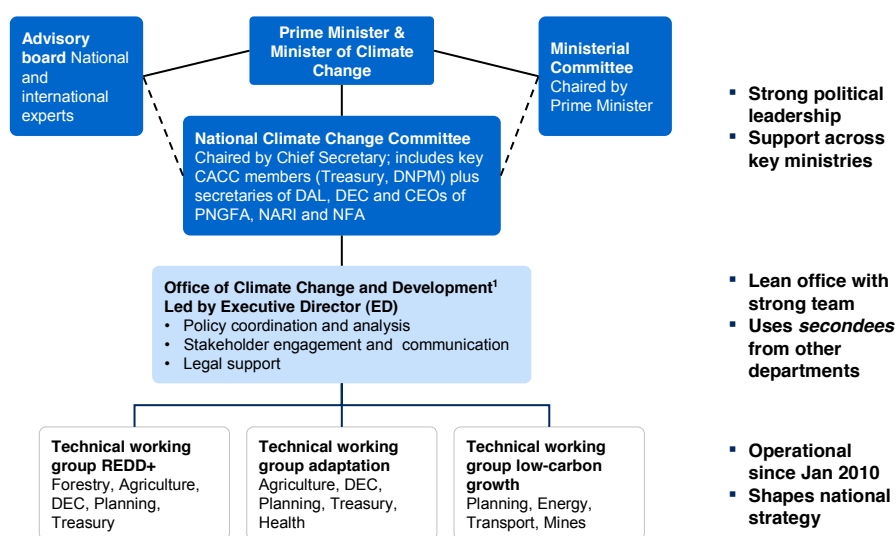 Advisory
board National
and
international
experts
Prime Minister &
Minister of Climate
Change
Ministerial
Committee
Chaired by
Prime Minister
▪ Strong political
leadership
▪ Support across
key ministries
National Climate Change Committee
Chaired by Chief Secretary; includes key
CACC members (Treasury, DNPM) plus
secretaries of DAL, DEC and CEOs of
PNGFA, NARI and NFA
Office of Climate Change and Development¹
Led by Executive Director (ED)
• Policy coordination and analysis
• Stakeholder engagement and communication
• Legal support
▪ Lean office with
strong team
▪ Uses secondees
from other
departments
Technical working
group REDD+
Forestry, Agriculture,
DEC, Planning,
Treasury
Technical working
group adaptation
Agriculture, DEC,
Planning, Treasury,
Health
Technical working
group low-carbon
growth
Planning, Energy,
Transport, Mines
▪ Operational
since Jan 2010
▪ Shapes national
strategy